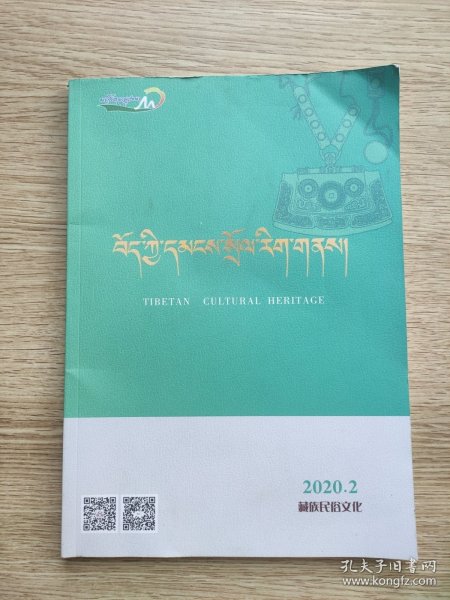 བོད་ཀྱི་དམངས་སྲོལ་རིག་གནས།
TIBETAN CULTURAL HERITAGE
2020.2
藏族民俗文化
孔夫子旧书网
www.kongfz.com